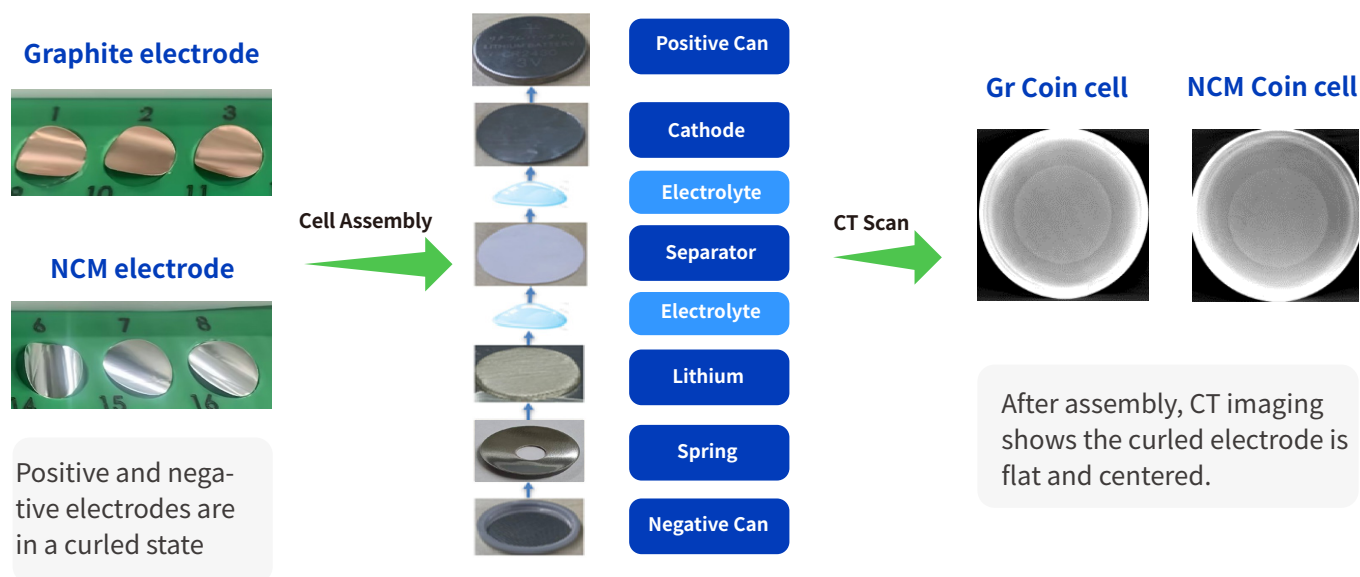 Graphite electrode
1 2 3
10 11
NCM electrode
6 7 8
14 15 16
Positive and nega-
tive electrodes are
in a curled state
Cell Assembly
3V
Positive Can
Cathode
Electrolyte
Separator
Electrolyte
Lithium
Spring
Negative Can
CT Scan
Gr Coin cell
NCM Coin cell
After assembly, CT imaging
shows the curled electrode is
flat and centered.